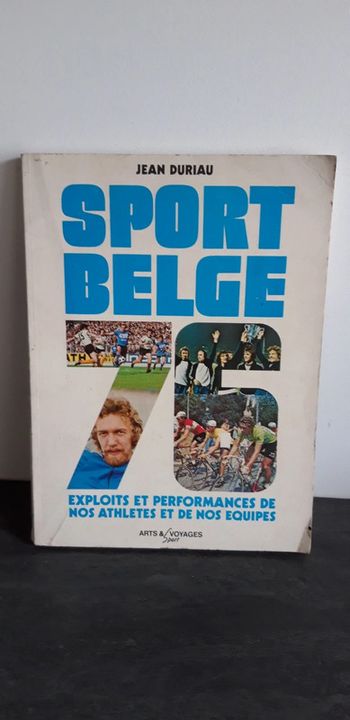 JEAN DURIAU
SPORT
BELGE
76
EXPLOITS ET PERFORMANCES DE
NOS ATHLETES ET DE NOS EQUIPES
ARTS & VOYAGES
Sport